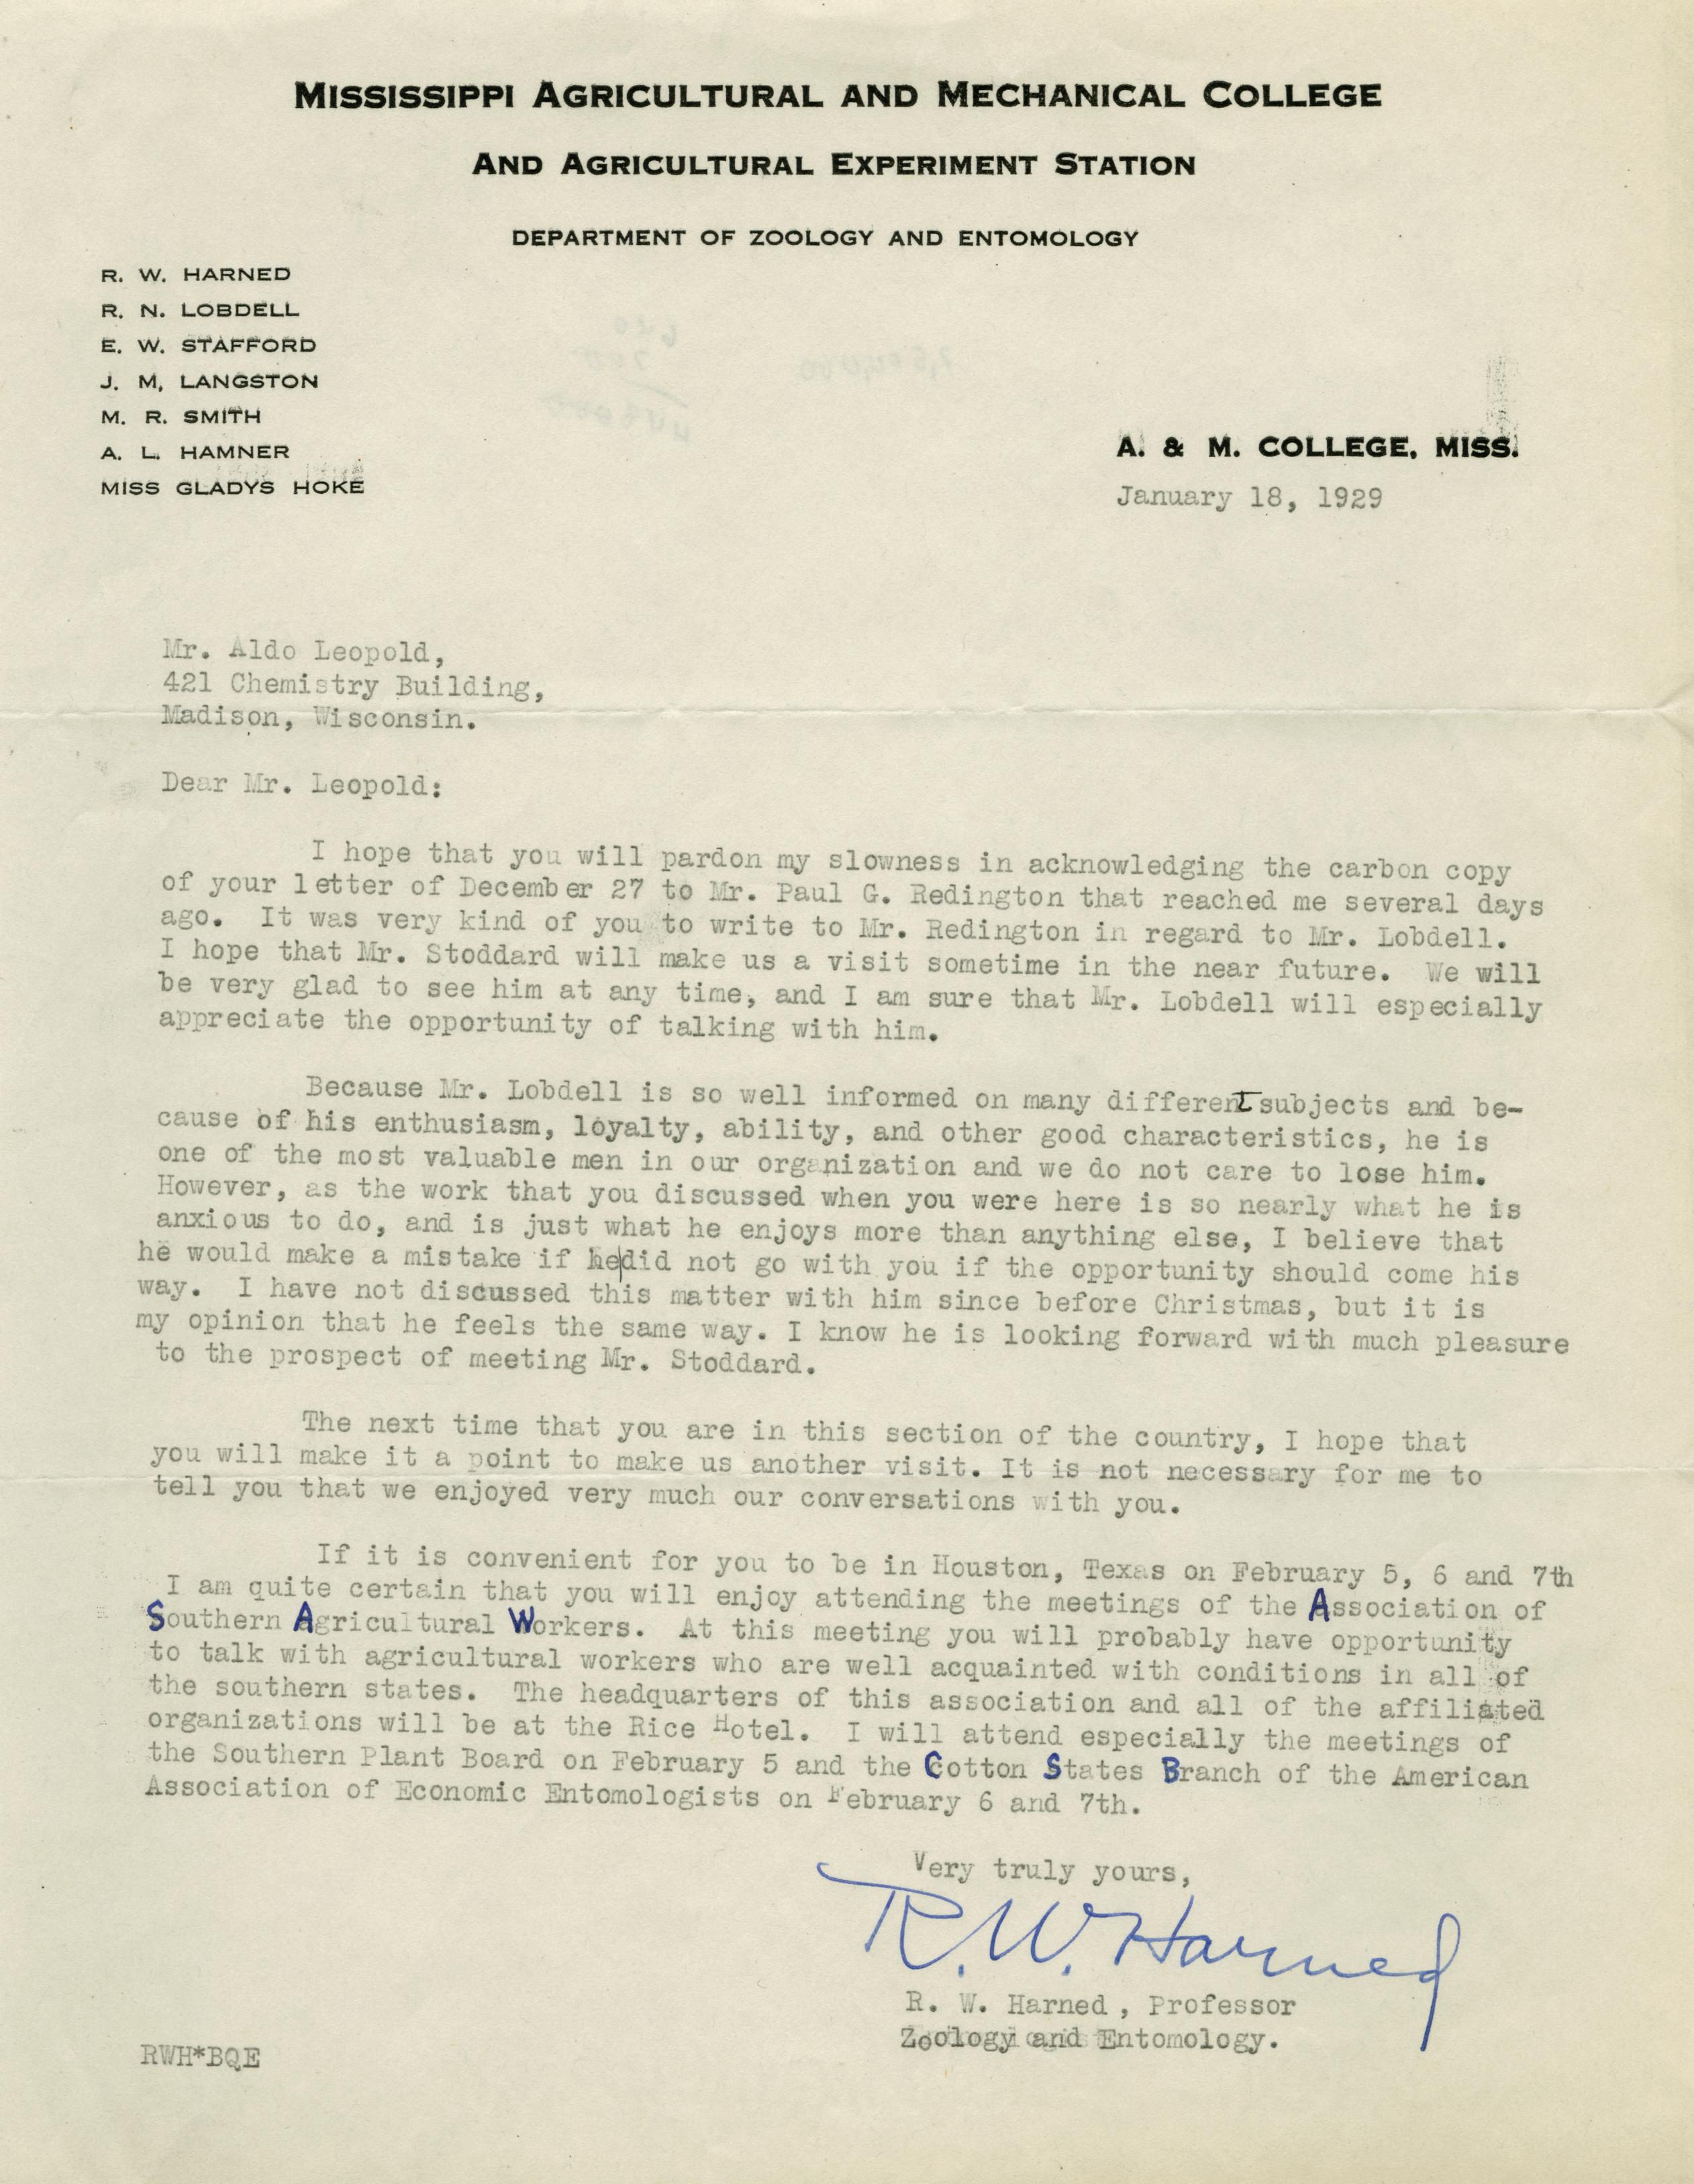 MISSISSIPPI AGRICULTURAL AND MECHANICAL COLLEGE
AND AGRICULTURAL EXPERIMENT STATION
DEPARTMENT OF ZOOLOGY AND ENTOMOLOGY
R. W. HARNED
R. N. LOBDELL
E. W. STAFFORD
J. M. LANGSTON
M. R. SMITH
A. L. HAMNER
MISS GLADYS HOKE
A. & M. COLLEGE, MISS.
January 18, 1929
Mr. Aldo Leopold,
421 Chemistry Building,
Madison, Wisconsin.
Dear Mr. Leopold:
I hope that you will pardon my slowness in acknowledging the carbon copy
of your letter of December 27 to Mr. Paul G. Redington that reached me several days
ago. It was very kind of you to write to Mr. Redington in regard to Mr. Lobdell.
I hope that Mr. Stoddard will make us a visit sometime in the near future. We will
be very glad to see him at any time, and I am sure that Mr. Lobdell will especially
appreciate the opportunity of talking with him.
Because Mr. Lobdell is so well informed on many different subjects and be-
cause of his enthusiasm, loyalty, ability, and other good characteristics, he is
one of the most valuable men in our organization and we do not care to lose him.
However, as the work that you discussed when you were here is so nearly what he is
anxious to do, and is just what he enjoys more than anything else, I believe that
he would make a mistake if he|did not go with you if the opportunity should come his
way. I have not discussed this matter with him since before Christmas, but it is
my opinion that he feels the same way. I know he is looking forward with much pleasure
to the prospect of meeting Mr. Stoddard.
The next time that you are in this section of the country, I hope that
you will make it a point to make us another visit. It is not necessary for me to
tell you that we enjoyed very much our conversations with you.
If it is convenient for you to be in Houston, Texas on February 5, 6 and 7th
I am quite certain that you will enjoy attending the meetings of the Association of
Southern Agricultural Workers. At this meeting you will probably have opportunity
to talk with agricultural workers who are well acquainted with conditions in all of
the southern states. The headquarters of this association and all of the affiliated
organizations will be at the Rice Hotel. I will attend especially the meetings of
the Southern Plant Board on February 5 and the Cotton States Branch of the American
Association of Economic Entomologists on February 6 and 7th.
Very truly yours,
R. W. Harned
R. W. Harned, Professor
Zoology and Entomology.
RWH*BQE